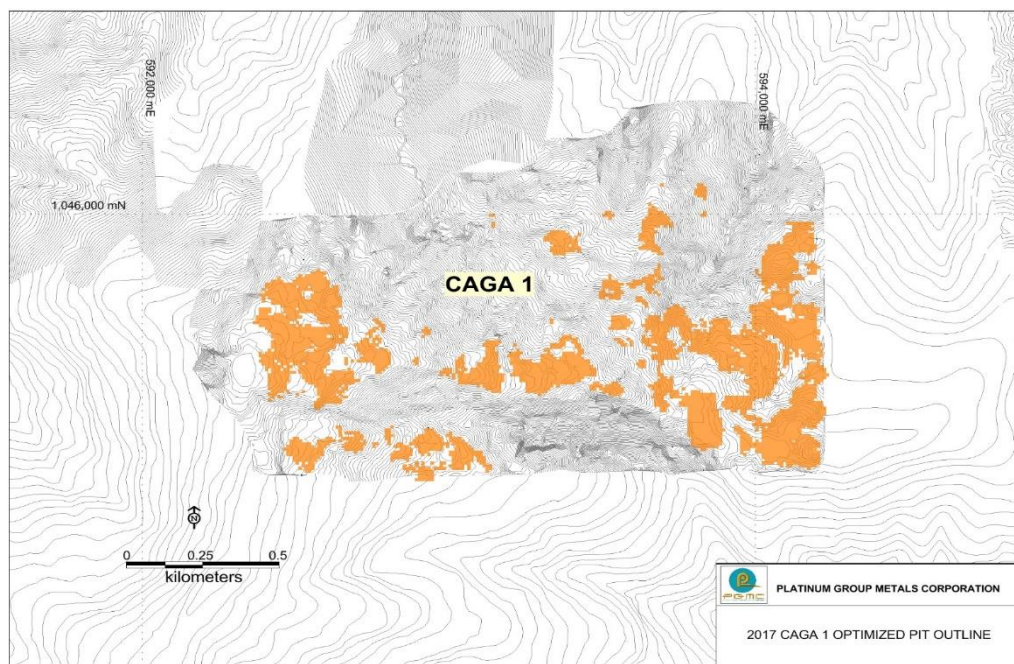 592,000 mE
594,000 mE
1,046,000 mN
CAGA 1
N
0 0.25 0.5
kilometers
PGMC
PLATINUM GROUP METALS CORPORATION
2017 CAGA 1 OPTIMIZED PIT OUTLINE